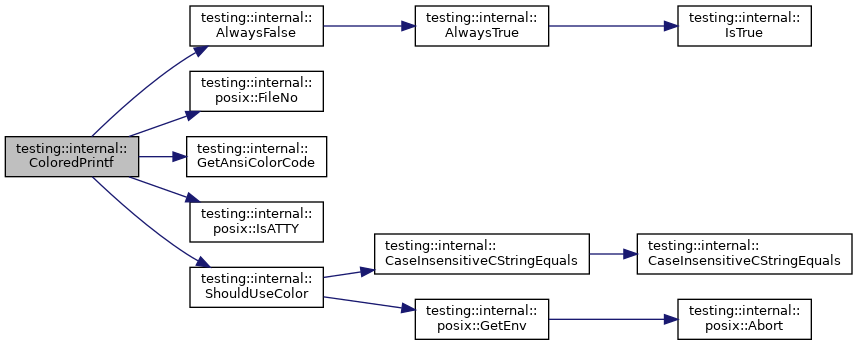 testing::internal::
ColoredPrintf
testing::internal::
AlwaysFalse
testing::internal::
AlwaysTrue
testing::internal::
IsTrue
testing::internal::
posix::FileNo
testing::internal::
GetAnsiColorCode
testing::internal::
posix::IsATTY
testing::internal::
ShouldUseColor
testing::internal::
CaseInsensitiveCStringEquals
testing::internal::
CaseInsensitiveCStringEquals
testing::internal::
posix::GetEnv
testing::internal::
posix::Abort